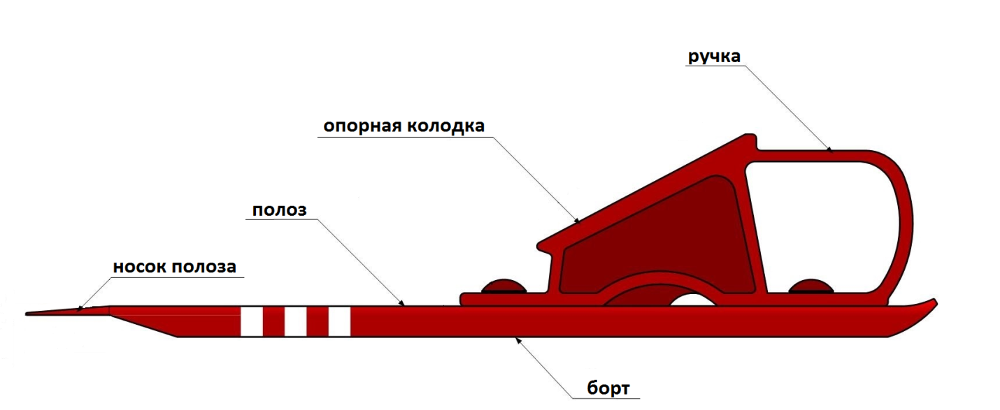 ручка
опорная колодка
полоз
носок полоза
борт